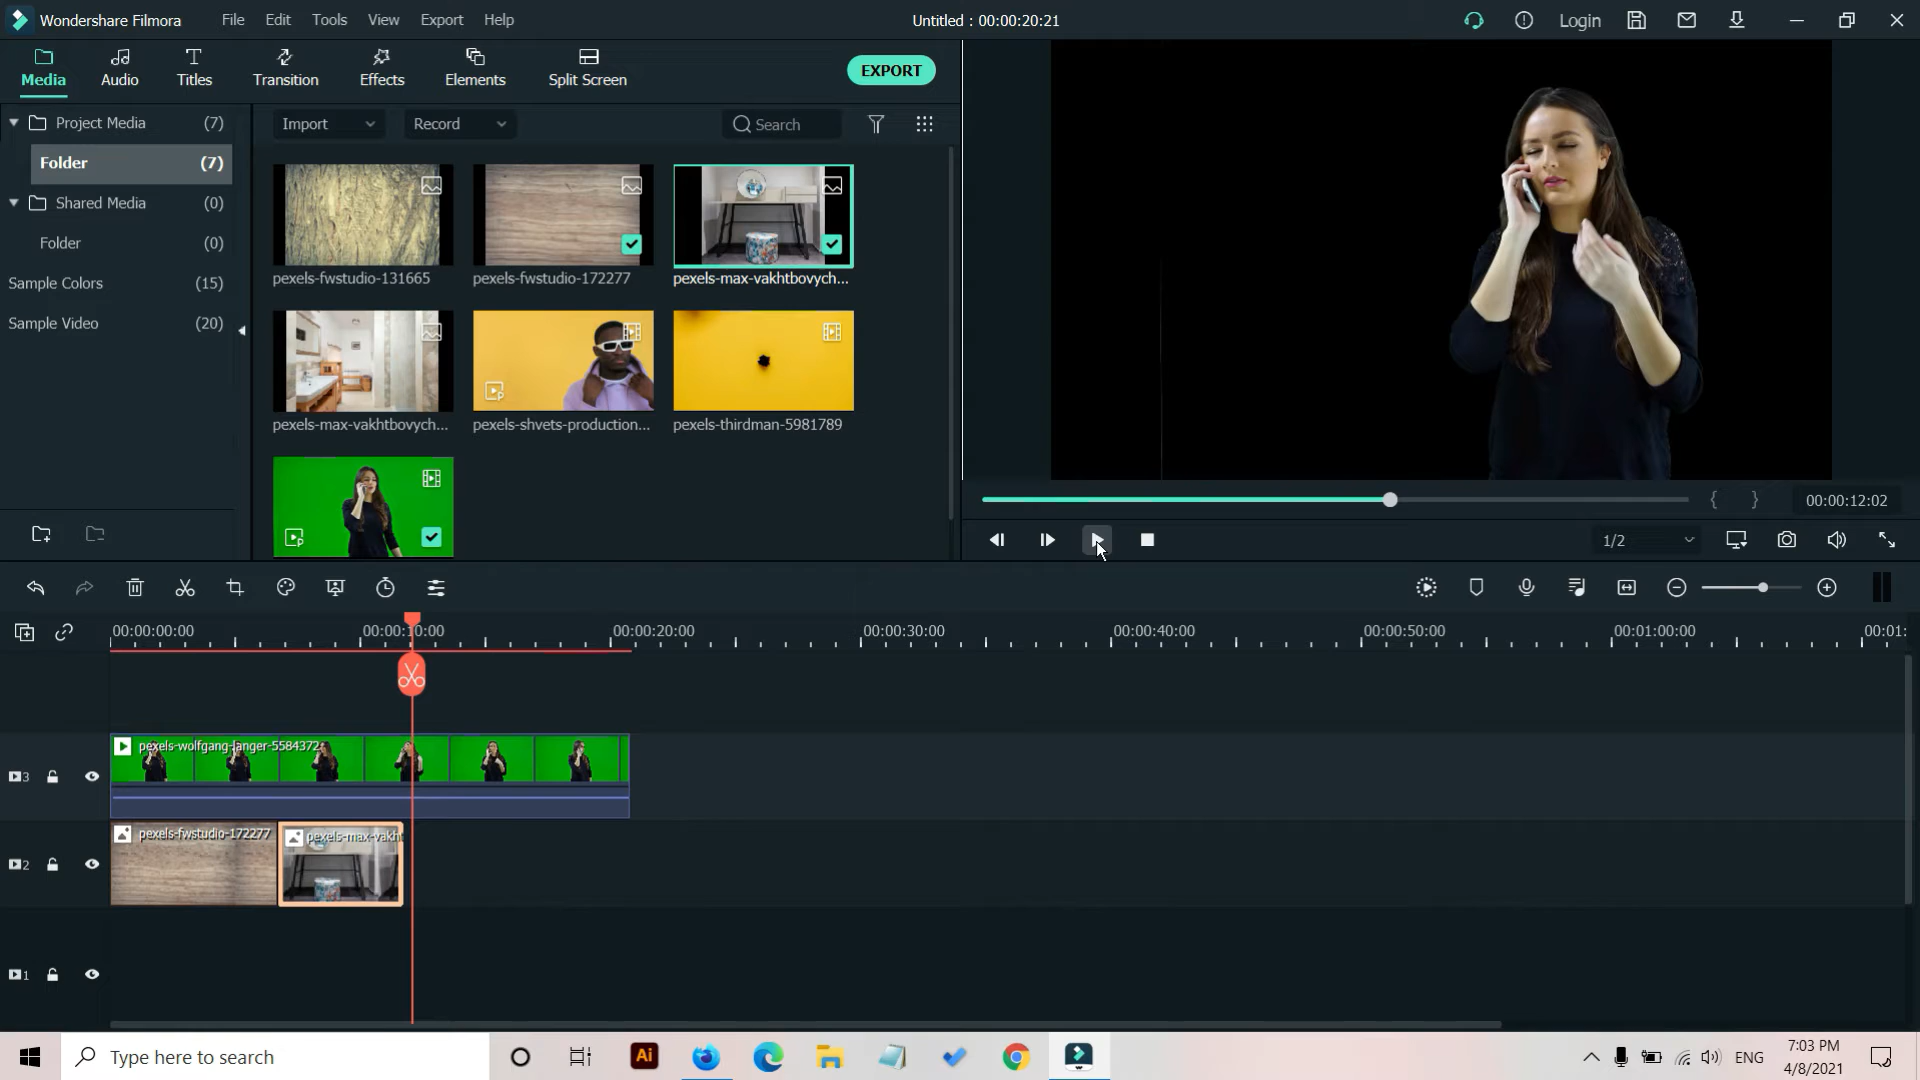 Wondershare Filmora
File
Edit
Tools
View
Export
Help
Untitled : 00:00:20:21
Login
Media
Audio
Titles
Transition
Effects
Elements
Split Screen
EXPORT
Project Media (7)
Folder (7)
Shared Media (0)
Folder (0)
Sample Colors (15)
Sample Video (20)
Import
Record
Search
pexels-fwstudio-131665
pexels-fwstudio-172277
pexels-max-vakhtbovych...
pexels-max-vakhtbovych...
pexels-shvets-production...
pexels-thirdman-5981789
00:00:12:02
1/2
00:00:00:00
00:00:10:00
00:00:20:00
00:00:30:00
00:00:40:00
00:00:50:00
00:01:00:00
00:01:
pexels-wolfgang-langer-5584372
3
pexels-fwstudio-172277
pexels-max-vakht
2
1
Type here to search
Ai
ENG
7:03 PM
4/8/2021